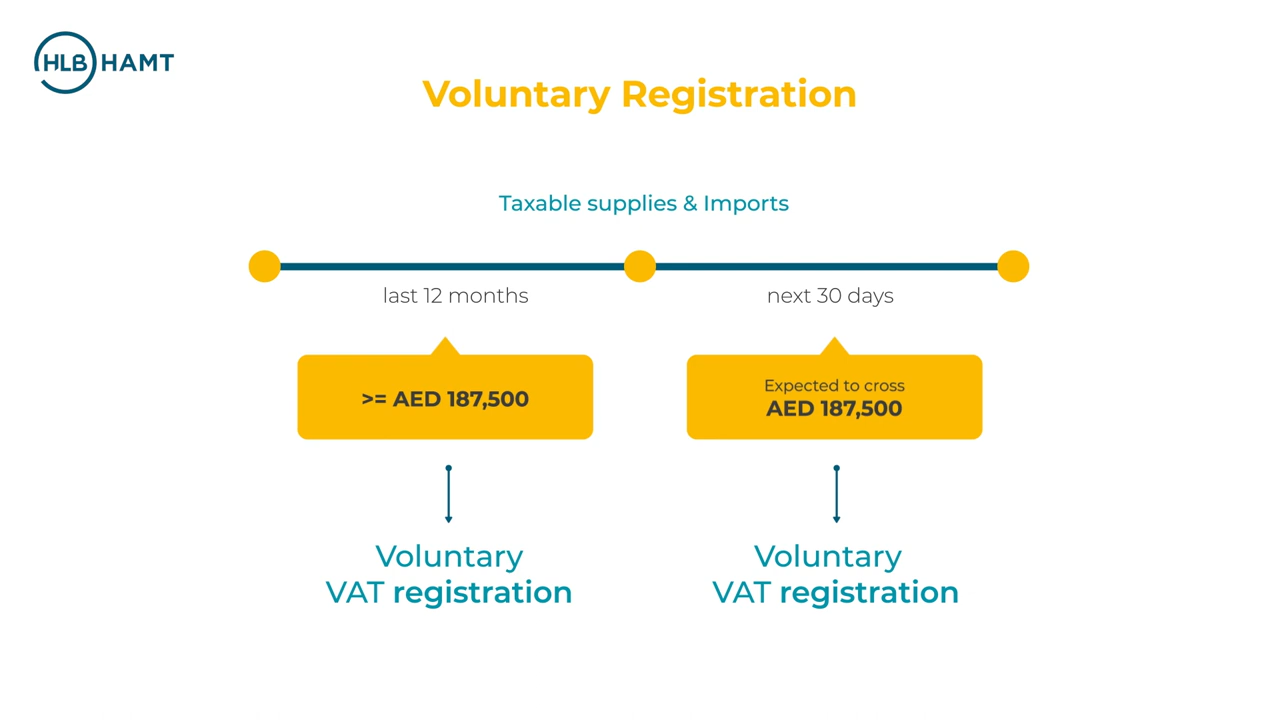 HLB HAMT
Voluntary Registration
Taxable supplies & Imports
last 12 months
next 30 days
>= AED 187,500
Expected to cross
AED 187,500
Voluntary
VAT registration
Voluntary
VAT registration